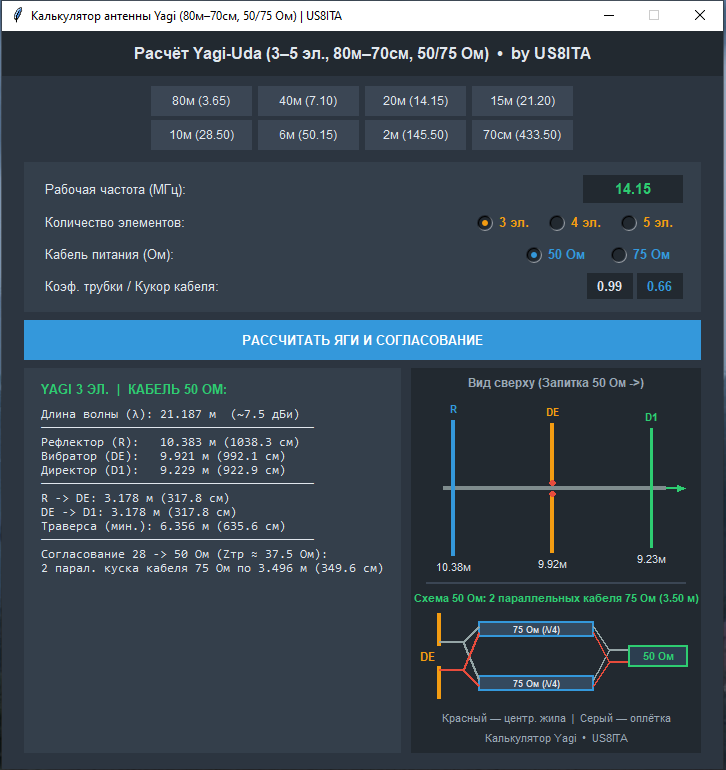 Калькулятор антенны Yagi (80м–70см, 50/75 Ом) | US8ITA
Расчёт Yagi-Uda (3–5 эл., 80м–70см, 50/75 Ом) • by US8ITA
80м (3.65) 40м (7.10) 20м (14.15) 15м (21.20)
10м (28.50) 6м (50.15) 2м (145.50) 70см (433.50)
Рабочая частота (МГц): 14.15
Количество элементов: 3 эл. 4 эл. 5 эл.
Кабель питания (Ом): 50 Ом 75 Ом
Коэф. трубки / Кукор кабеля: 0.99 0.66
РАССЧИТАТЬ ЯГИ И СОГЛАСОВАНИЕ
YAGI 3 ЭЛ. | КАБЕЛЬ 50 ОМ:
Длина волны (λ): 21.187 м (~7.5 дБи)
Рефлектор (R): 10.383 м (1038.3 см)
Вибратор (DE): 9.921 м (992.1 см)
Директор (D1): 9.229 м (922.9 см)
R -> DE: 3.178 м (317.8 см)
DE -> D1: 3.178 м (317.8 см)
Траверса (мин.): 6.356 м (635.6 см)
Согласование 28 -> 50 Ом (Zтр ≈ 37.5 Ом):
2 парал. куска кабеля 75 Ом по 3.496 м (349.6 см)
Вид сверху (Запитка 50 Ом ->)
R DE D1
10.38м 9.92м 9.23м
Схема 50 Ом: 2 параллельных кабеля 75 Ом (3.50 м)
75 Ом (λ/4)
DE 50 Ом
75 Ом (λ/4)
Красный — центр. жила | Серый — оплётка
Калькулятор Yagi • US8ITA